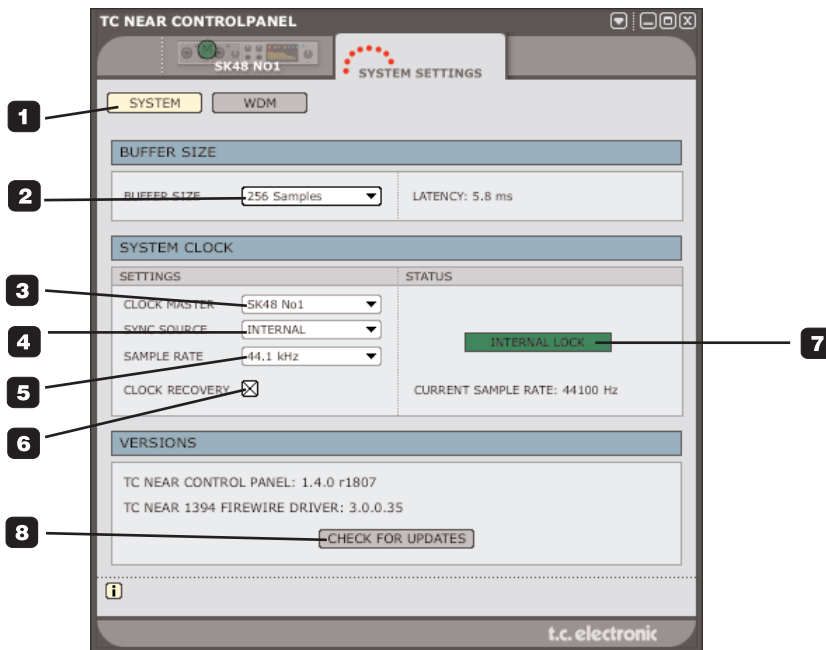 TC NEAR CONTROLPANEL
SK48 NO1
SYSTEM SETTINGS
1
SYSTEM
WDM
BUFFER SIZE
2
BUFFER SIZE
256 Samples
LATENCY: 5.8 ms
SYSTEM CLOCK
SETTINGS
STATUS
3
CLOCK MASTER
SK48 No1
4
SYNC SOURCE
INTERNAL
INTERNAL LOCK
7
5
SAMPLE RATE
44.1 kHz
6
CLOCK RECOVERY
CURRENT SAMPLE RATE: 44100 Hz
VERSIONS
TC NEAR CONTROL PANEL: 1.4.0 r1807
TC NEAR 1394 FIREWIRE DRIVER: 3.0.0.35
8
CHECK FOR UPDATES
i
t.c. electronic